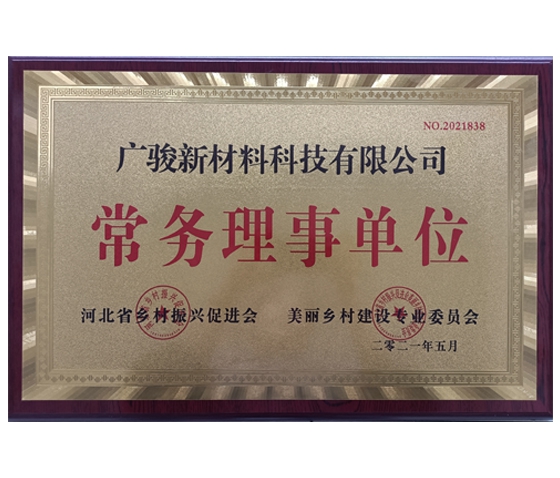 NO.2021838
广骏新材料科技有限公司
常务理事单位
河北省乡村振兴促进会 美丽乡村建设专业委员会
二零二一年五月